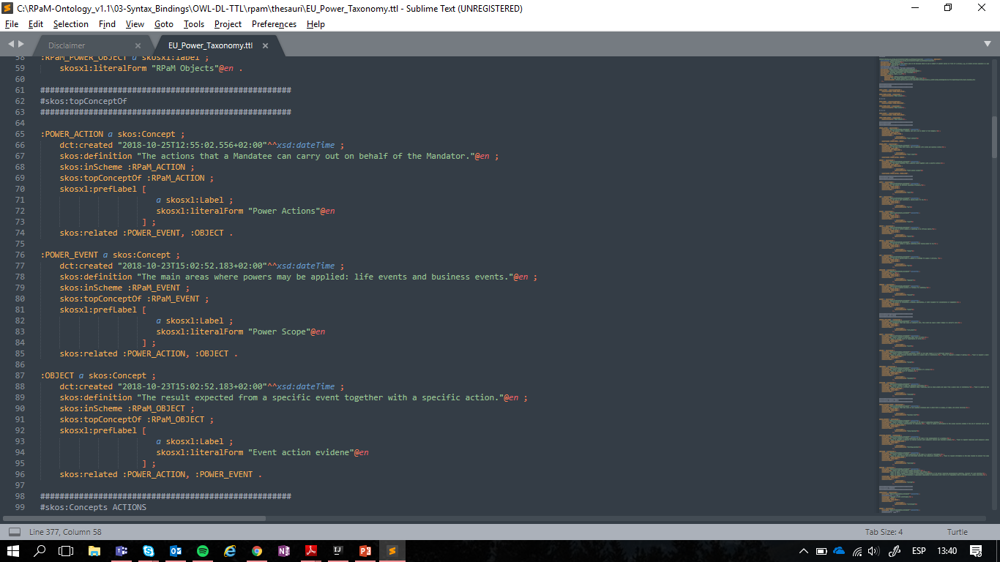 C:\RPaM-Ontology_v1.1\03-Syntax_Bindings\OWL-DL-TTL\rpam\thesauri\EU_Power_Taxonomy.ttl - Sublime Text (UNREGISTERED)
File Edit Selection Find View Goto Tools Project Preferences Help
Disclaimer × EU_Power_Taxonomy.ttl ×
58 :RPaM_POWER_OBJECT a skosxl:label ;
59 skosxl:literalForm "RPaM Objects"@en .
60
61 ####################################################
62 #skos:topConceptOf
63 ####################################################
64
65 :POWER_ACTION a skos:Concept ;
66 dct:created "2018-10-25T12:55:02.556+02:00"^^xsd:dateTime ;
67 skos:definition "The actions that a Mandatee can carry out on behalf of the Mandator."@en ;
68 skos:inScheme :RPaM_ACTION ;
69 skos:topConceptOf :RPaM_ACTION ;
70 skosxl:prefLabel [
71 a skosxl:Label ;
72 skosxl:literalForm "Power Actions"@en
73 ] ;
74 skos:related :POWER_EVENT, :OBJECT .
75
76 :POWER_EVENT a skos:Concept ;
77 dct:created "2018-10-23T15:02:52.183+02:00"^^xsd:dateTime ;
78 skos:definition "The main areas where powers may be applied: life events and business events."@en ;
79 skos:inScheme :RPaM_EVENT ;
80 skos:topConceptOf :RPaM_EVENT ;
81 skosxl:prefLabel [
82 a skosxl:Label ;
83 skosxl:literalForm "Power Scope"@en
84 ] ;
85 skos:related :POWER_ACTION, :OBJECT .
86
87 :OBJECT a skos:Concept ;
88 dct:created "2018-10-23T15:02:52.183+02:00"^^xsd:dateTime ;
89 skos:definition "The result expected from a specific event together with a specific action."@en ;
90 skos:inScheme :RPaM_OBJECT ;
91 skos:topConceptOf :RPaM_OBJECT ;
92 skosxl:prefLabel [
93 a skosxl:Label ;
94 skosxl:literalForm "Event action evidene"@en
95 ] ;
96 skos:related :POWER_ACTION, :POWER_EVENT .
97
98 ####################################################
99 #skos:Concepts ACTIONS
Line 377, Column 58 Tab Size: 4 Turtle
ESP 13:40